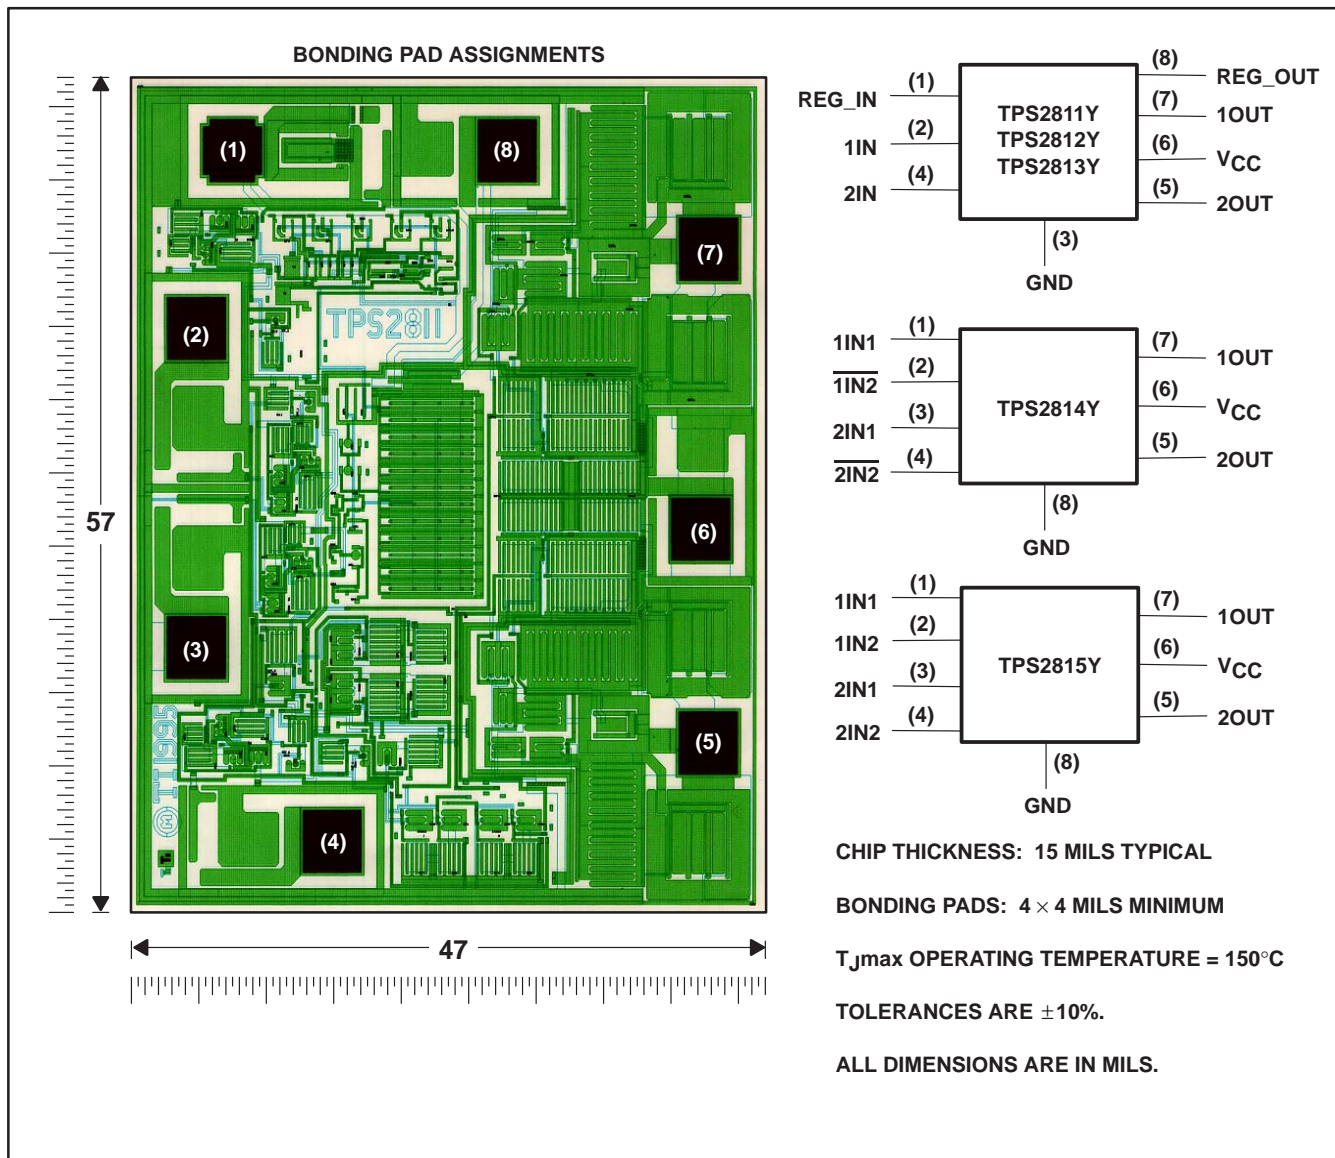 BONDING PAD ASSIGNMENTS
(1)
(8)
(7)
(2)
TPS2811
(6)
(3)
(5)
(4)
© M TI 1995
57
47
(1)
REG_IN
(2)
1IN
(4)
2IN
TPS2811Y
TPS2812Y
TPS2813Y
(8)
REG_OUT
(7)
1OUT
(6)
VCC
(5)
2OUT
(3)
GND
(1)
1IN1
(2)
1IN2
(3)
2IN1
(4)
2IN2
TPS2814Y
(7)
1OUT
(6)
VCC
(5)
2OUT
(8)
GND
(1)
1IN1
(2)
1IN2
(3)
2IN1
(4)
2IN2
TPS2815Y
(7)
1OUT
(6)
VCC
(5)
2OUT
(8)
GND
CHIP THICKNESS: 15 MILS TYPICAL
BONDING PADS: 4 × 4 MILS MINIMUM
TJmax OPERATING TEMPERATURE = 150°C
TOLERANCES ARE ±10%.
ALL DIMENSIONS ARE IN MILS.